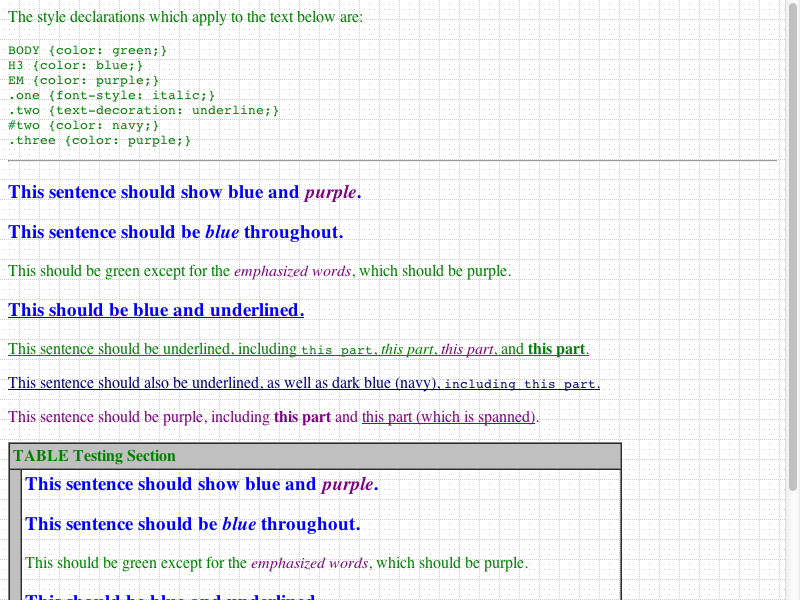 The style declarations which apply to the text below are:
BODY {color: green;}
H3 {color: blue;}
EM {color: purple;}
.one {font-style: italic;}
.two {text-decoration: underline;}
#two {color: navy;}
.three {color: purple;}
This sentence should show blue and purple.
This sentence should be blue throughout.
This should be green except for the emphasized words, which should be purple.
This should be blue and underlined.
This sentence should be underlined, including this part, this part, this part, and this part.
This sentence should also be underlined, as well as dark blue (navy), including this part.
This sentence should be purple, including this part and this part (which is spanned).
TABLE Testing Section
This sentence should show blue and purple.
This sentence should be blue throughout.
This should be green except for the emphasized words, which should be purple.
This should be blue and underlined.